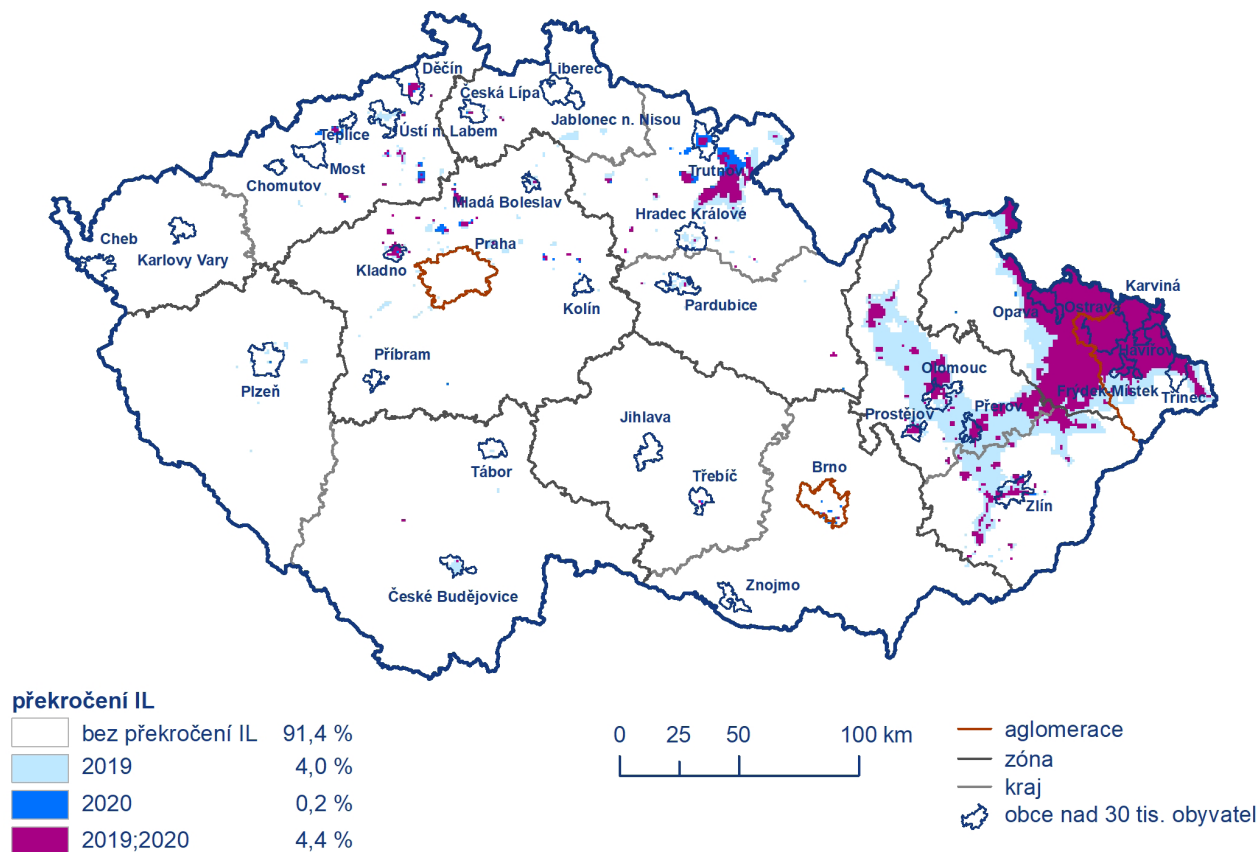 Děčín
Liberec
Česká Lípa
Jablonec n. Nisou
Teplice
Ústí n. Labem
Most
Chomutov
Trutnov
Mladá Boleslav
Hradec Králové
Cheb
Karlovy Vary
Praha
Kladno
Kolín
Pardubice
Karviná
Opava
Ostrava
Havířov
Příbram
Plzeň
Olomouc
Frýdek-Místek
Třinec
Prostějov
Přerov
Jihlava
Tábor
Třebíč
Brno
Zlín
České Budějovice
Znojmo
překročení IL
bez překročení IL 91,4 %
2019 4,0 %
2020 0,2 %
2019;2020 4,4 %
0 25 50 100 km
aglomerace
zóna
kraj
obce nad 30 tis. obyvatel